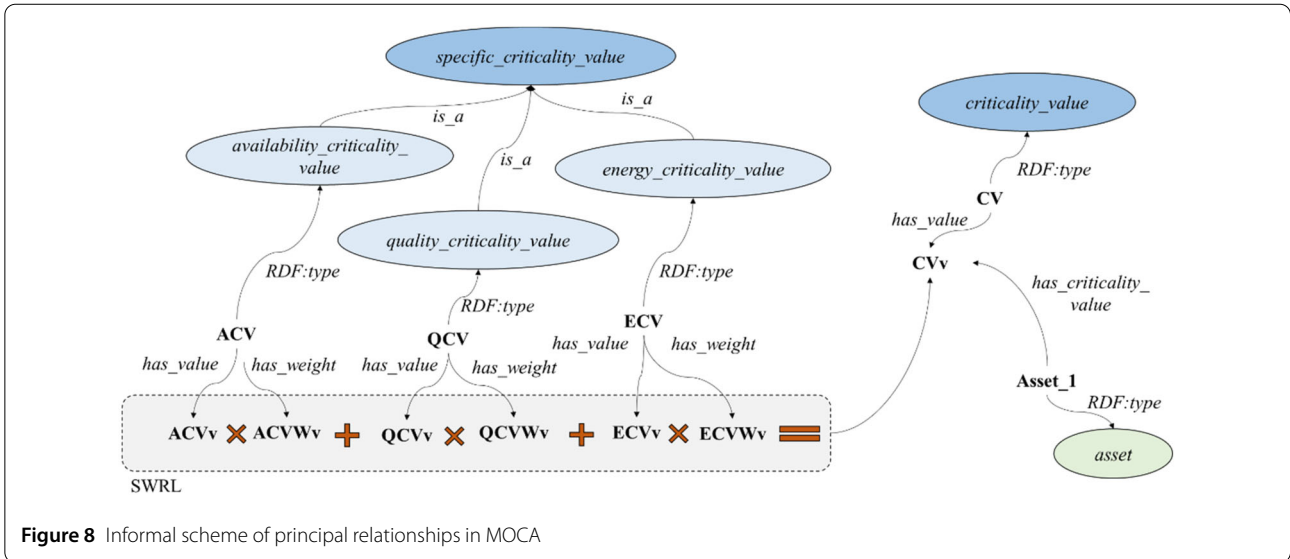 specific_criticality_value
is_a
is_a
is_a
availability_criticality_
value
quality_criticality_value
energy_criticality_value
RDF:type
RDF:type
RDF:type
ACV
QCV
ECV
has_value
has_weight
has_value
has_weight
has_value
has_weight
ACVv × ACVWv + QCVv × QCVWv + ECVv × ECVWv =
SWRL
criticality_value
RDF:type
CV
has_value
CVv
has_criticality_
value
Asset_1
RDF:type
asset
Figure 8 Informal scheme of principal relationships in MOCA